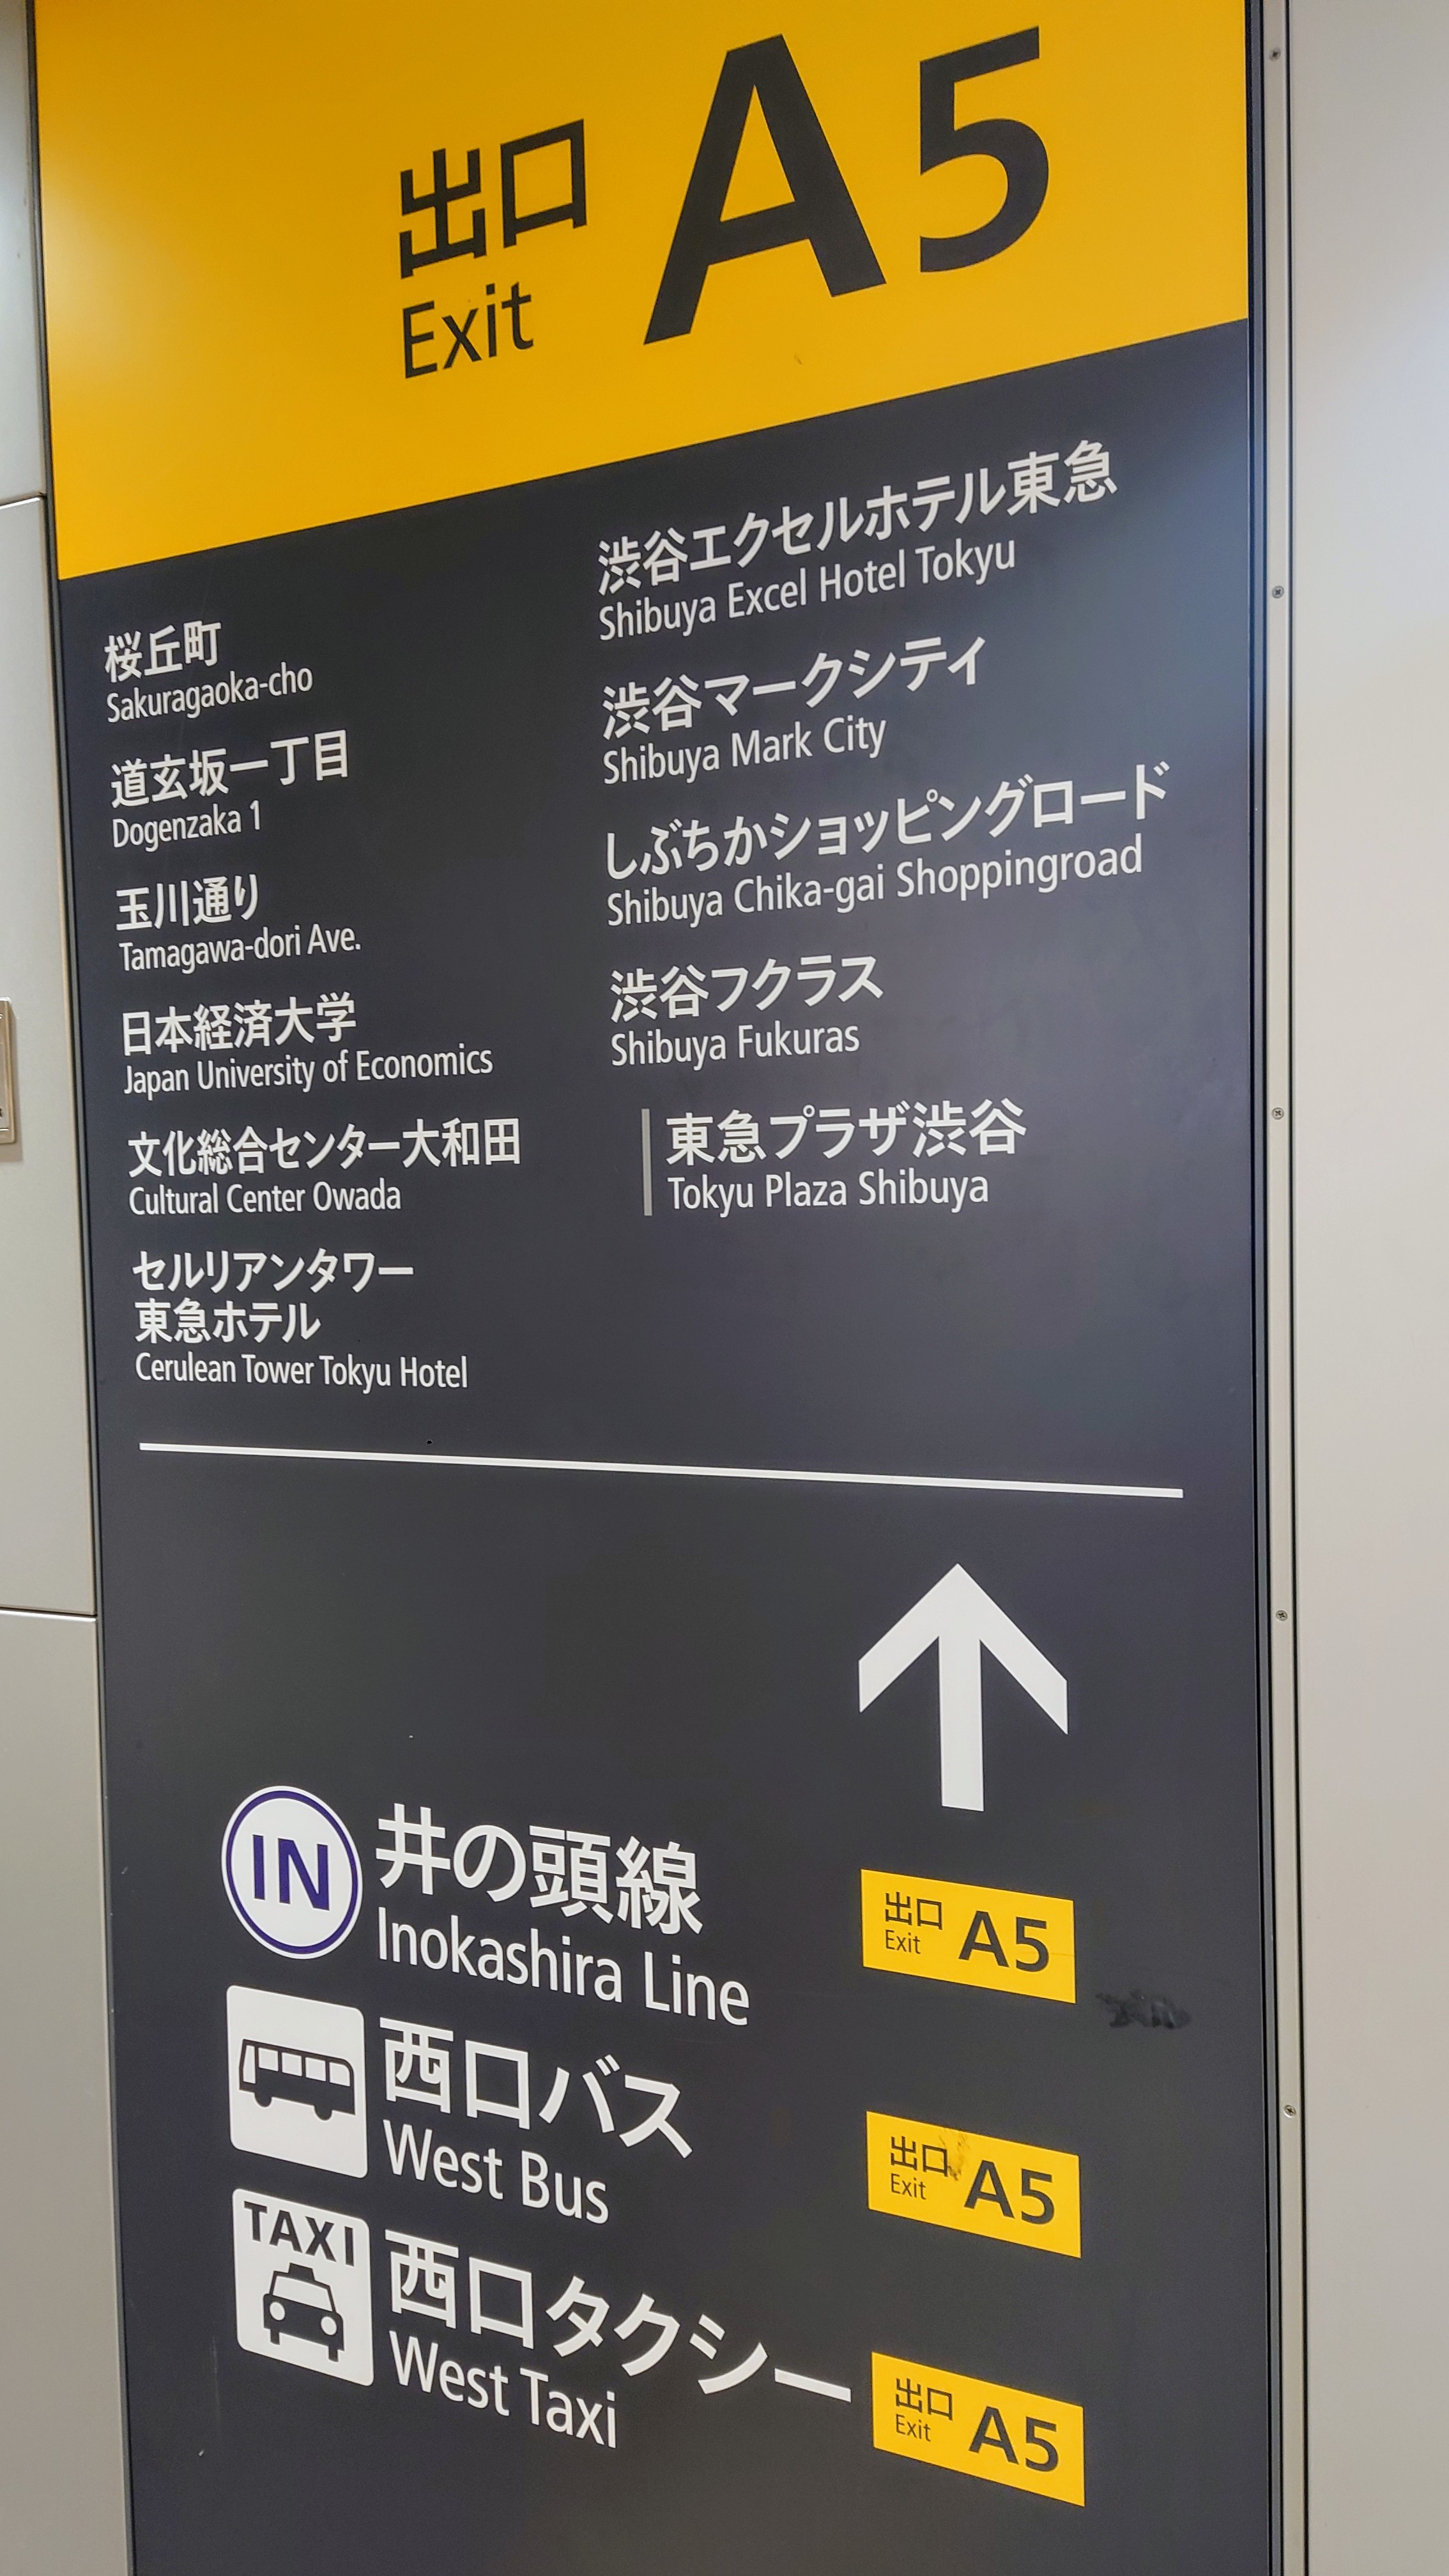 出口
Exit
A5
桜丘町
Sakuragaoka-cho
道玄坂一丁目
Dogenzaka 1
玉川通り
Tamagawa-dori Ave.
日本経済大学
Japan University of Economics
文化総合センター大和田
Cultural Center Owada
セルリアンタワー
東急ホテル
Cerulean Tower Tokyu Hotel
渋谷エクセルホテル東急
Shibuya Excel Hotel Tokyu
渋谷マークシティ
Shibuya Mark City
しぶちかショッピングロード
Shibuya Chika-gai Shoppingroad
渋谷フクラス
Shibuya Fukuras
東急プラザ渋谷
Tokyu Plaza Shibuya
IN
井の頭線
Inokashira Line
出口
Exit
A5
西口バス
West Bus
出口
Exit
A5
TAXI
西口タクシー
West Taxi
出口
Exit
A5